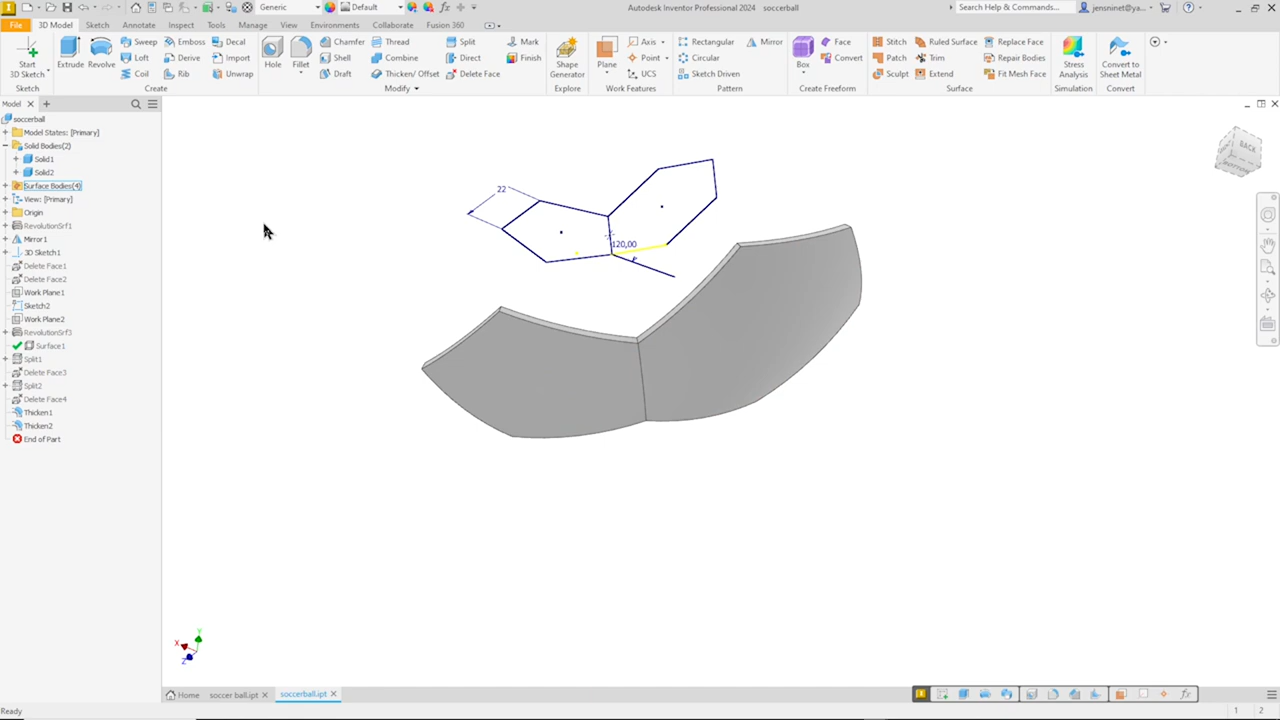 Generic Default Autodesk Inventor Professional 2024 soccerball Search Help & Commands... jensninet@ya...
File 3D Model Sketch Annotate Inspect Tools Manage View Environments Collaborate Fusion 360
Start
3D Sketch
Extrude
Revolve
Sweep Emboss Decal
Loft Derive Import
Coil Rib Unwrap
Hole
Fillet
Chamfer Thread Split Direct
Shell Combine
Draft Thicken/ Offset Delete Face
Mark
Finish
Shape
Generator
Plane
Axis
Point
UCS
Rectangular Mirror
Circular
Sketch Driven
Box
Face
Convert
Stitch Ruled Surface Replace Face
Patch Trim Repair Bodies
Sculpt Extend Fit Mesh Face
Stress
Analysis
Convert to
Sheet Metal
Sketch Create Modify Explore Work Features Pattern Create Freeform Surface Simulation Convert
Model
soccerball
Model States: [Primary]
Solid Bodies(2)
Solid1
Solid2
Surface Bodies(4)
View: [Primary]
Origin
RevolutionSrf1
Mirror1
3D Sketch1
Delete Face1
Delete Face2
Work Plane1
Sketch2
Work Plane2
RevolutionSrf3
Surface1
Split1
Delete Face3
Split2
Delete Face4
Thicken1
Thicken2
End of Part
22
120,00
BACK
BOTTOM
X
Y
Z
Home soccer ball.ipt soccerball.ipt
Ready 1 2